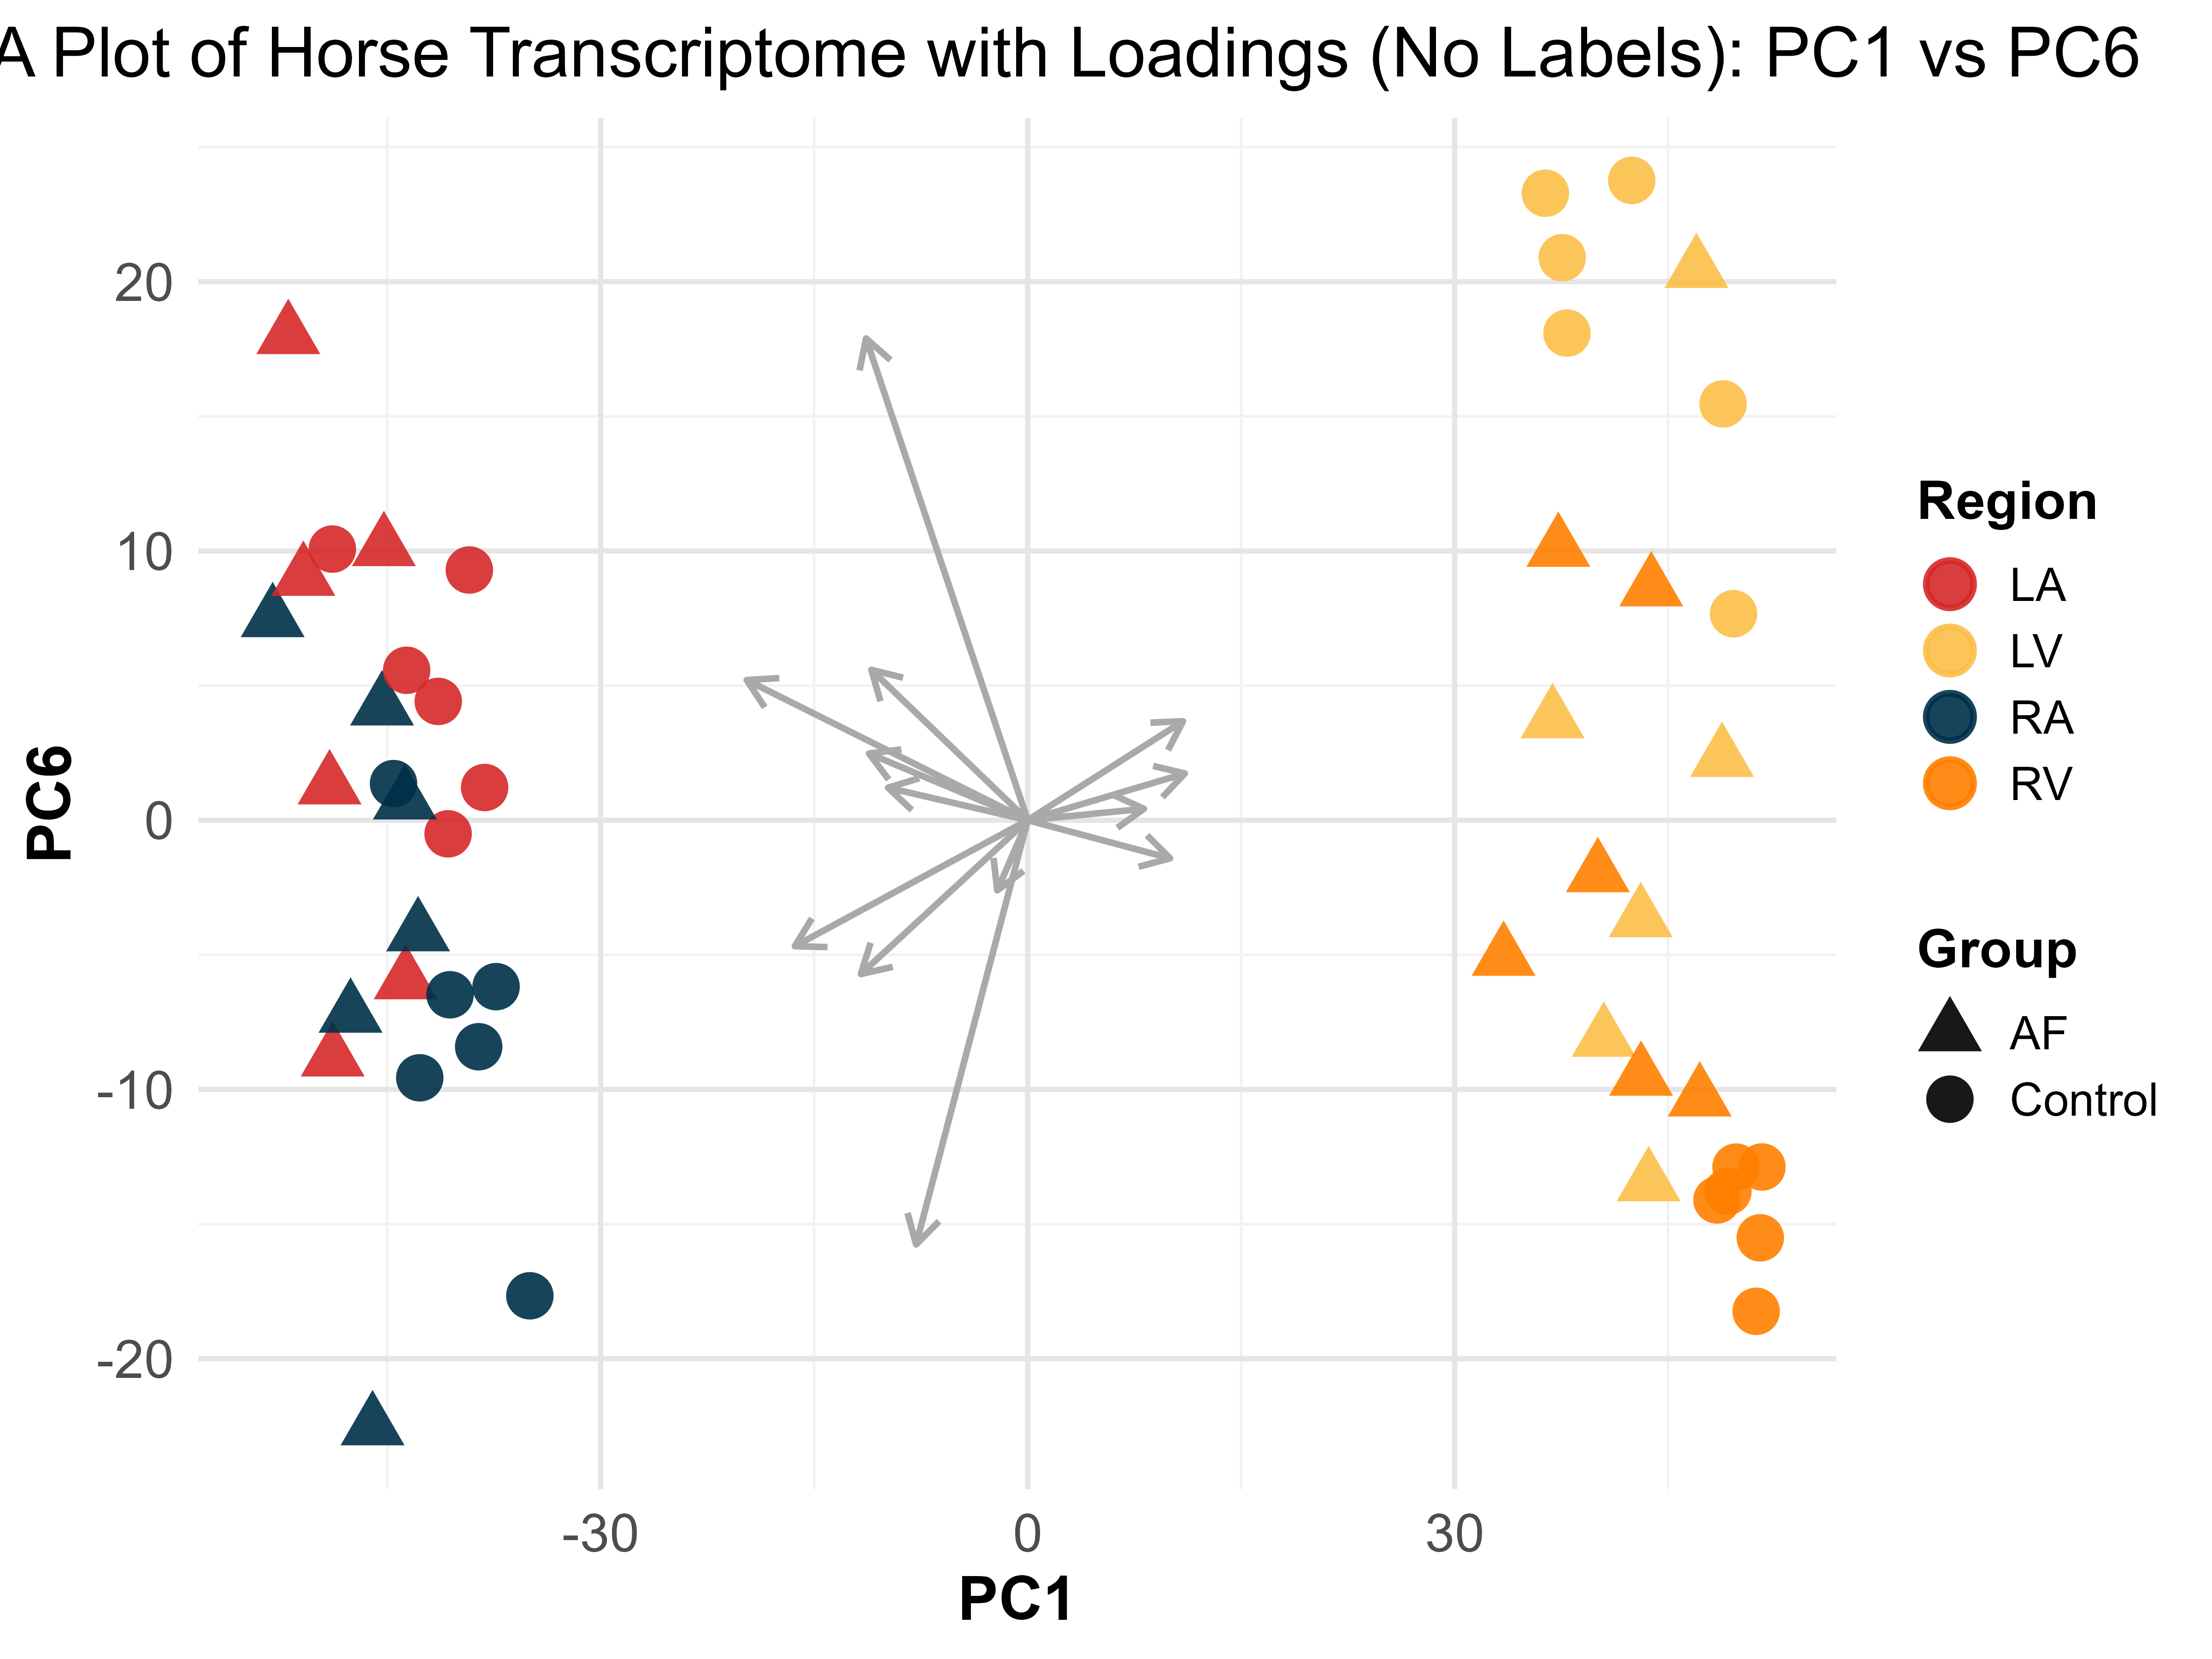 A Plot of Horse Transcriptome with Loadings (No Labels): PC1 vs PC6
20
10
0
-10
-20
PC6
-30
0
30
PC1
Region
LA
LV
RA
RV
Group
AF
Control